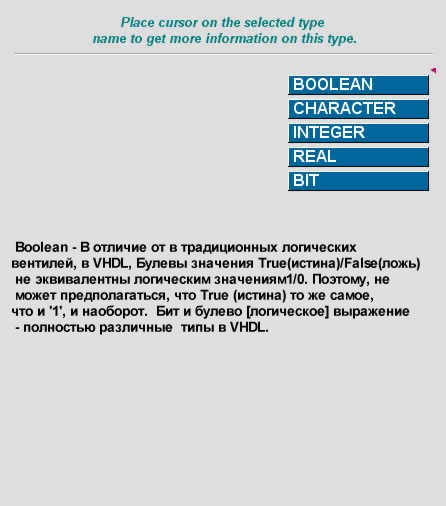 Place cursor on the selected type
name to get more information on this type.
BOOLEAN
CHARACTER
INTEGER
REAL
BIT
Boolean - В отличие от в традиционных логических
вентилей, в VHDL, Булевы значения True(истина)/False(ложь)
не эквивалентны логическим значениям1/0. Поэтому, не
может предполагаться, что True (истина) то же самое,
что и '1', и наоборот. Бит и булево [логическое] выражение
- полностью различные типы в VHDL.